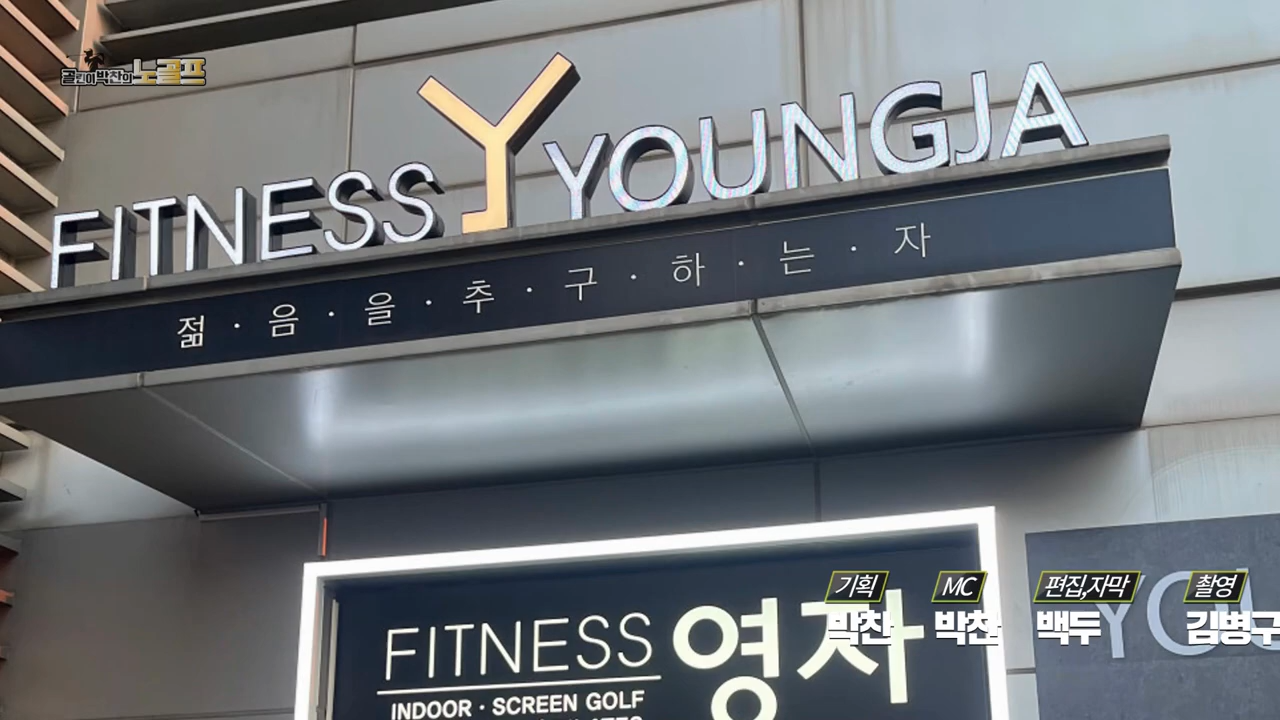 골킨이박찬의 노골프
FITNESS Y YOUNGJA
젊·음·을·추·구·하·는·자
FITNESS 영자
INDOOR · SCREEN GOLF
기획 MC 편집,자막 촬영
박찬 박찬 백두 김병구
YOU